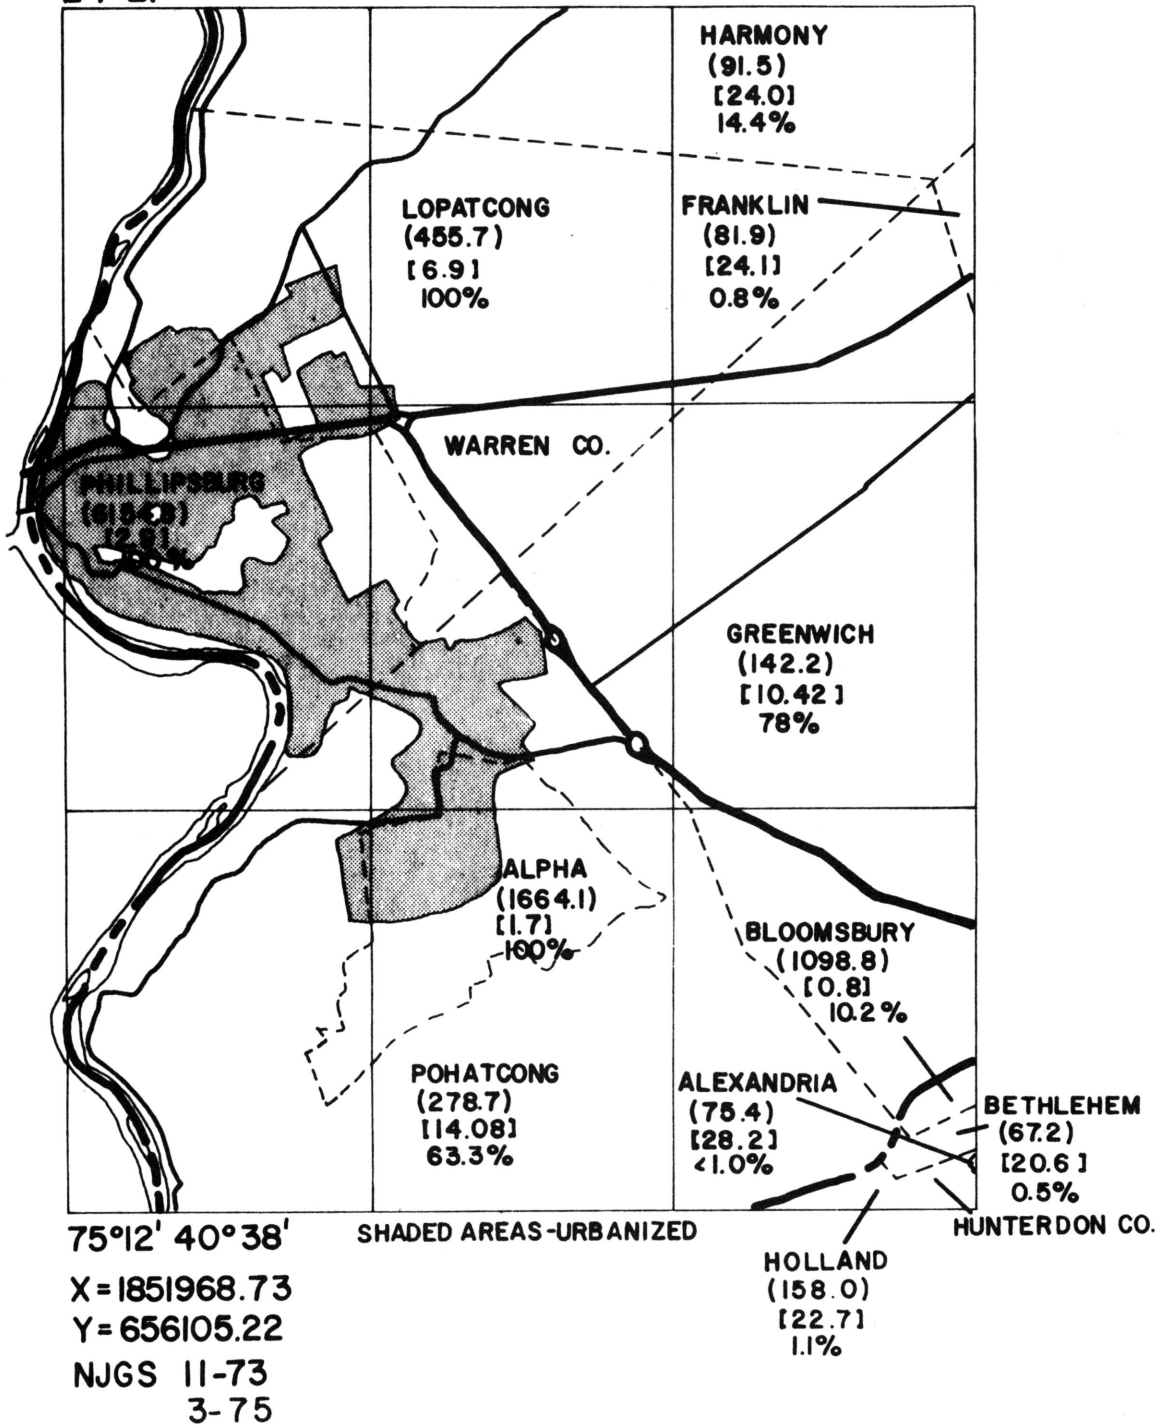 HARMONY
(91.5)
[24.0]
14.4%
LOPATCONG
(455.7)
[6.9]
100%
FRANKLIN
(81.9)
[24.1]
0.8%
WARREN CO.
PHILLIPSBURG
GREENWICH
(142.2)
[10.42]
78%
ALPHA
(1664.1)
[1.7]
100%
BLOOMSBURY
(1098.8)
[0.8]
10.2%
POHATCONG
(278.7)
[14.08]
63.3%
ALEXANDRIA
(75.4)
[28.2]
<1.0%
BETHLEHEM
(67.2)
[20.6]
0.5%
HUNTERDON CO.
75°12' 40°38'
SHADED AREAS-URBANIZED
HOLLAND
(158.0)
[22.7]
1.1%
X=1851968.73
Y=656105.22
NJGS 11-73
3-75